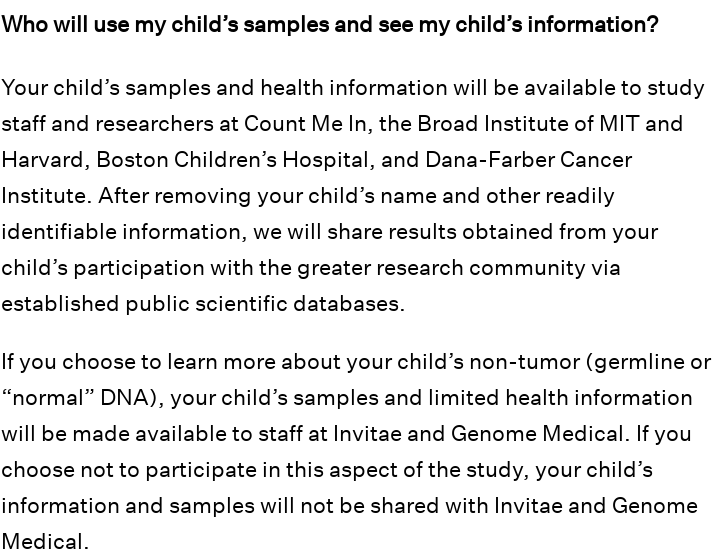 Who will use my child’s samples and see my child’s information?
Your child’s samples and health information will be available to study
staff and researchers at Count Me In, the Broad Institute of MIT and
Harvard, Boston Children’s Hospital, and Dana-Farber Cancer
Institute. After removing your child’s name and other readily
identifiable information, we will share results obtained from your
child’s participation with the greater research community via
established public scientific databases.
If you choose to learn more about your child’s non-tumor (germline or
“normal” DNA), your child’s samples and limited health information
will be made available to staff at Invitae and Genome Medical. If you
choose not to participate in this aspect of the study, your child’s
information and samples will not be shared with Invitae and Genome
Medical.